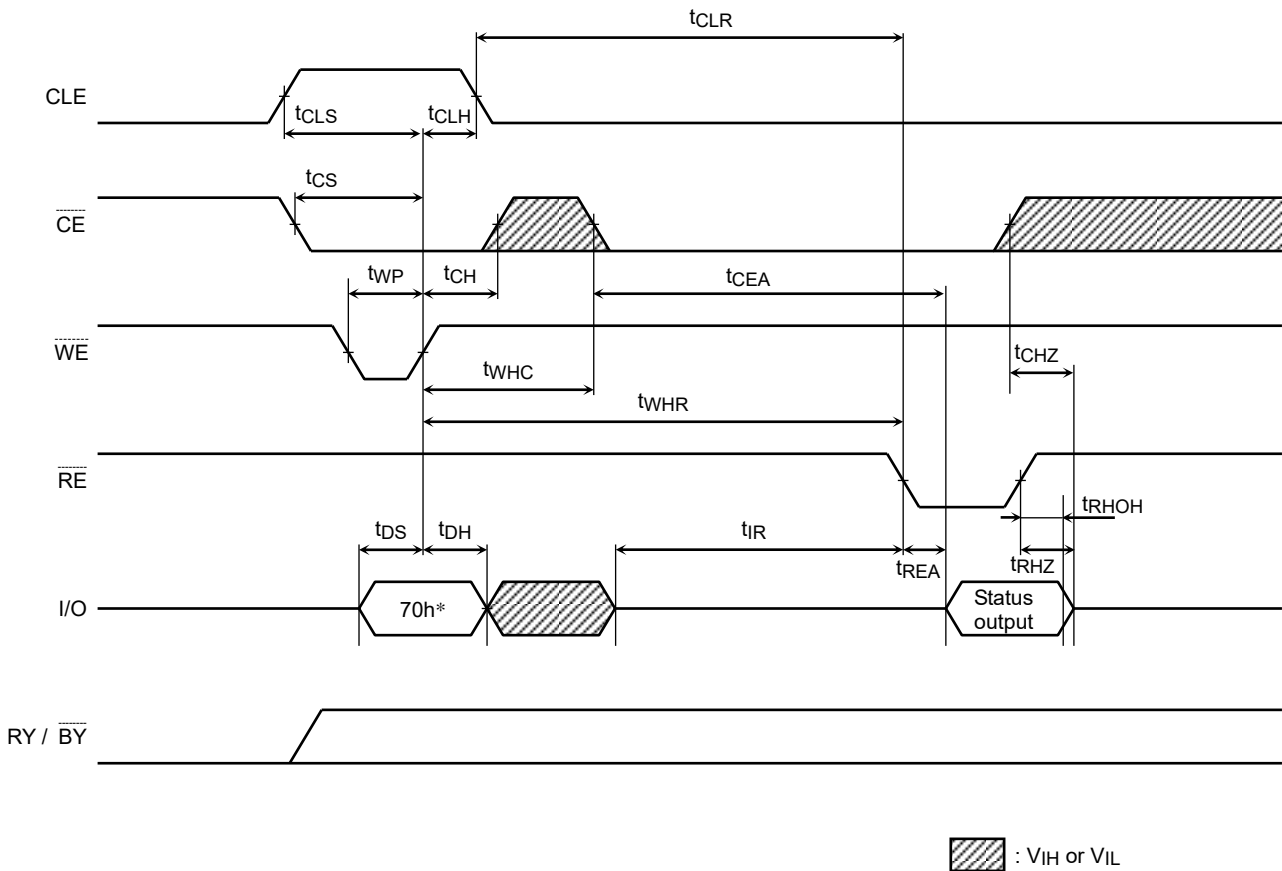 tCLR
CLE
tCLS
tCLH
tCS
CE
tWP
tCH
tCEA
WE
tCHZ
tWHC
tWHR
RE
tRHOH
tDS
tDH
tIR
tREA
tRHZ
I/O
70h*
Status
output
RY / BY
: VIH or VIL